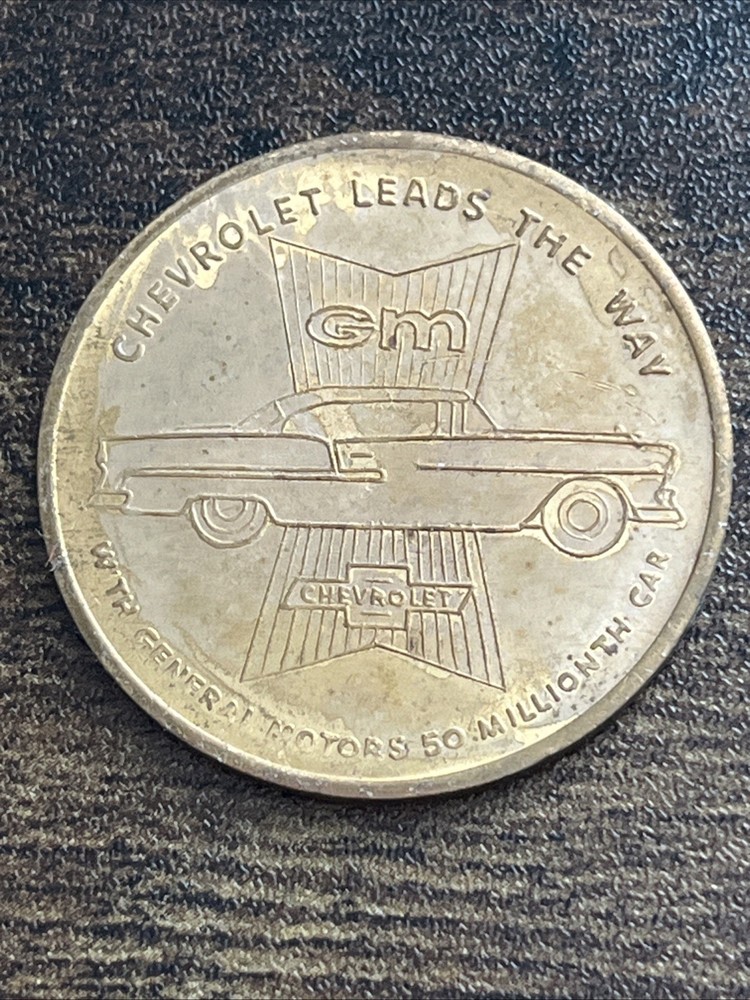 CHEVROLET LEADS THE WAY
GM
CHEVROLET
WITH GENERAL MOTORS 50 MILLIONTH CAR